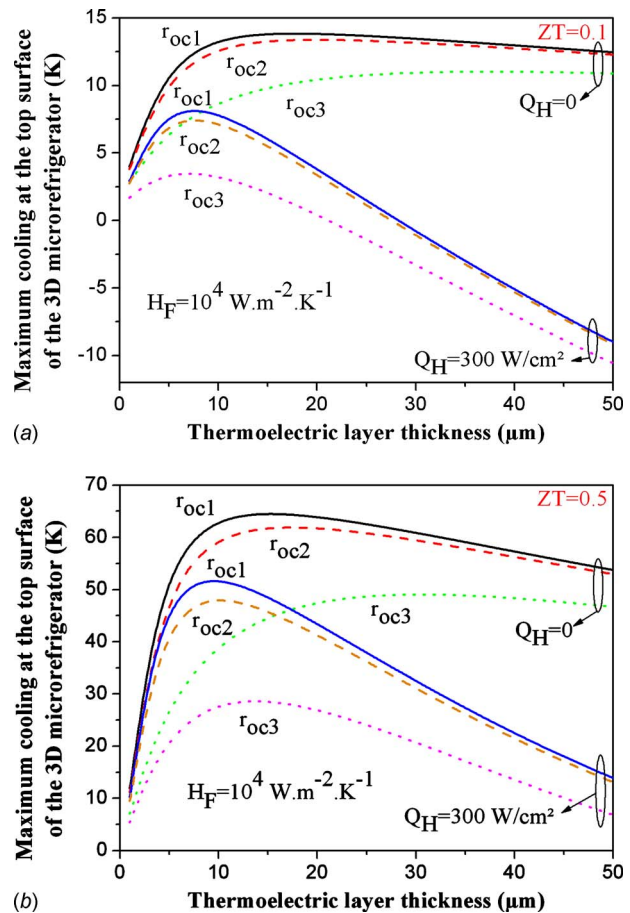 15
ZT=0.1
r_oc1
10
r_oc2
Q_H=0
r_oc1
r_oc3
5
r_oc2
0
r_oc3
-5
H_F=10⁴ W.m⁻².K⁻¹
-10
Q_H=300 W/cm²
0 10 20 30 40 50
Maximum cooling at the top surface
of the 3D microrefrigerator (K)
(a)
Thermoelectric layer thickness (µm)
70
ZT=0.5
r_oc1
60
r_oc2
r_oc1
50
r_oc3
Q_H=0
40
r_oc2
30
r_oc3
20
H_F=10⁴ W.m⁻².K⁻¹
10
Q_H=300 W/cm²
0
0 10 20 30 40 50
Maximum cooling at the top surface
of the 3D microrefrigerator (K)
(b)
Thermoelectric layer thickness (µm)